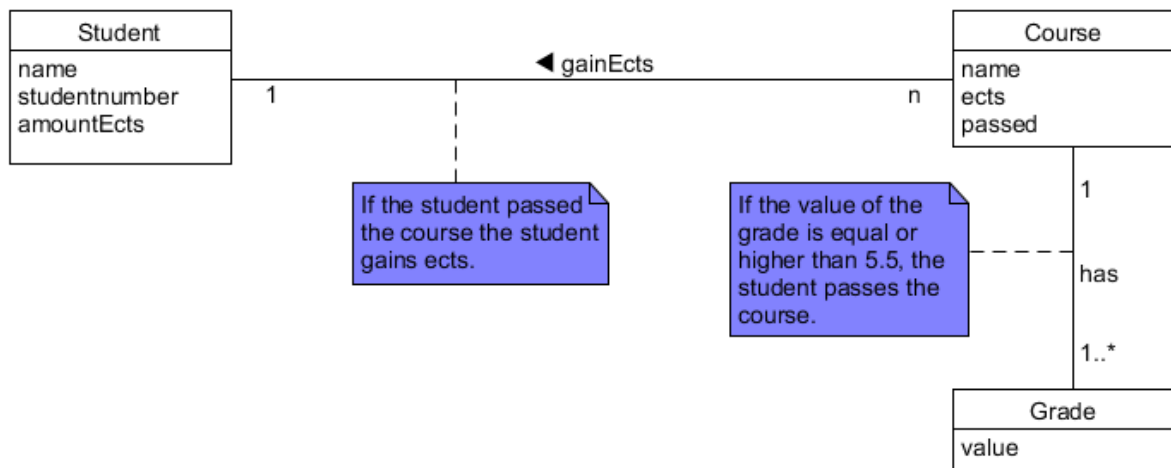 Student
name
studentnumber
amountEcts
◀ gainEcts
1
n
Course
name
ects
passed
If the student passed
the course the student
gains ects.
If the value of the
grade is equal or
higher than 5.5, the
student passes the
course.
1
has
1..*
Grade
value